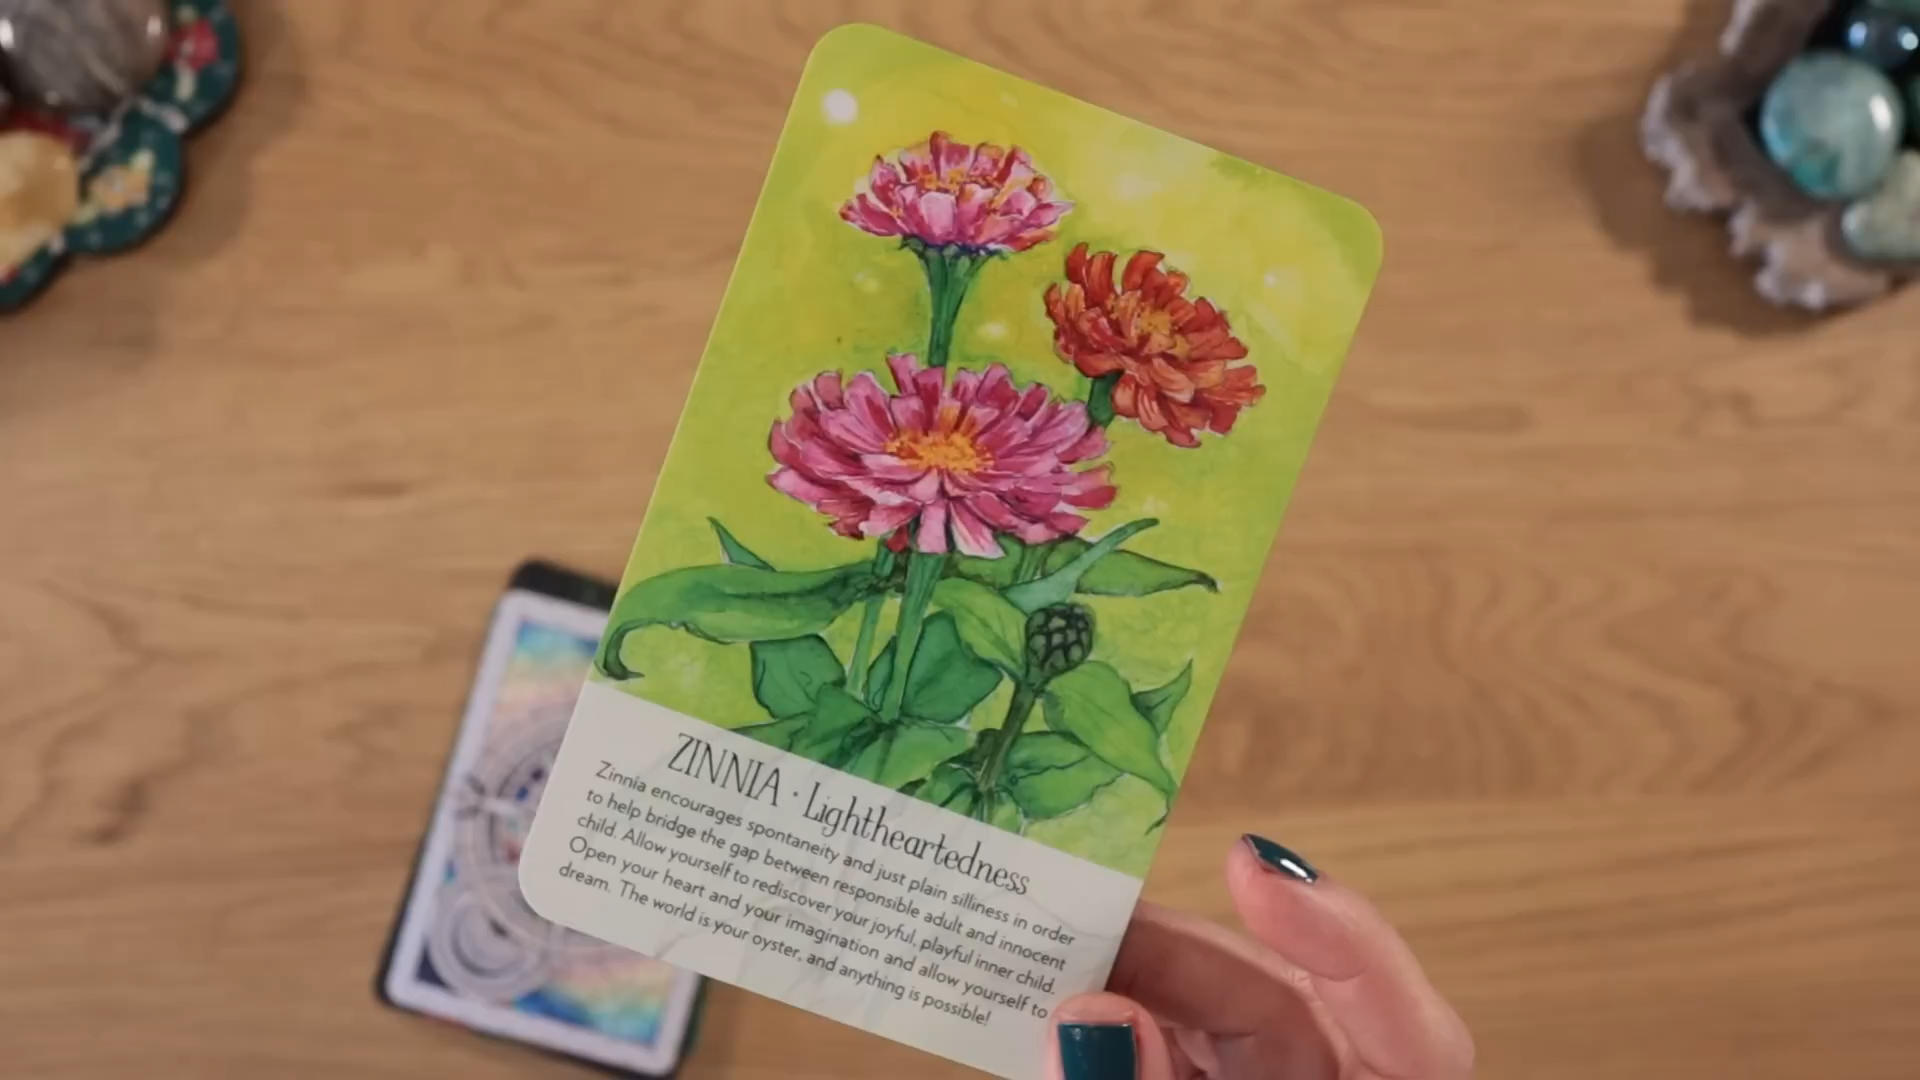 ZINNIA · Lightheartedness
Zinnia encourages spontaneity and just plain silliness in order
to help bridge the gap between responsible adult and innocent
child. Allow yourself to rediscover your joyful, playful inner child.
Open your heart and your imagination and allow yourself to
dream. The world is your oyster, and anything is possible!